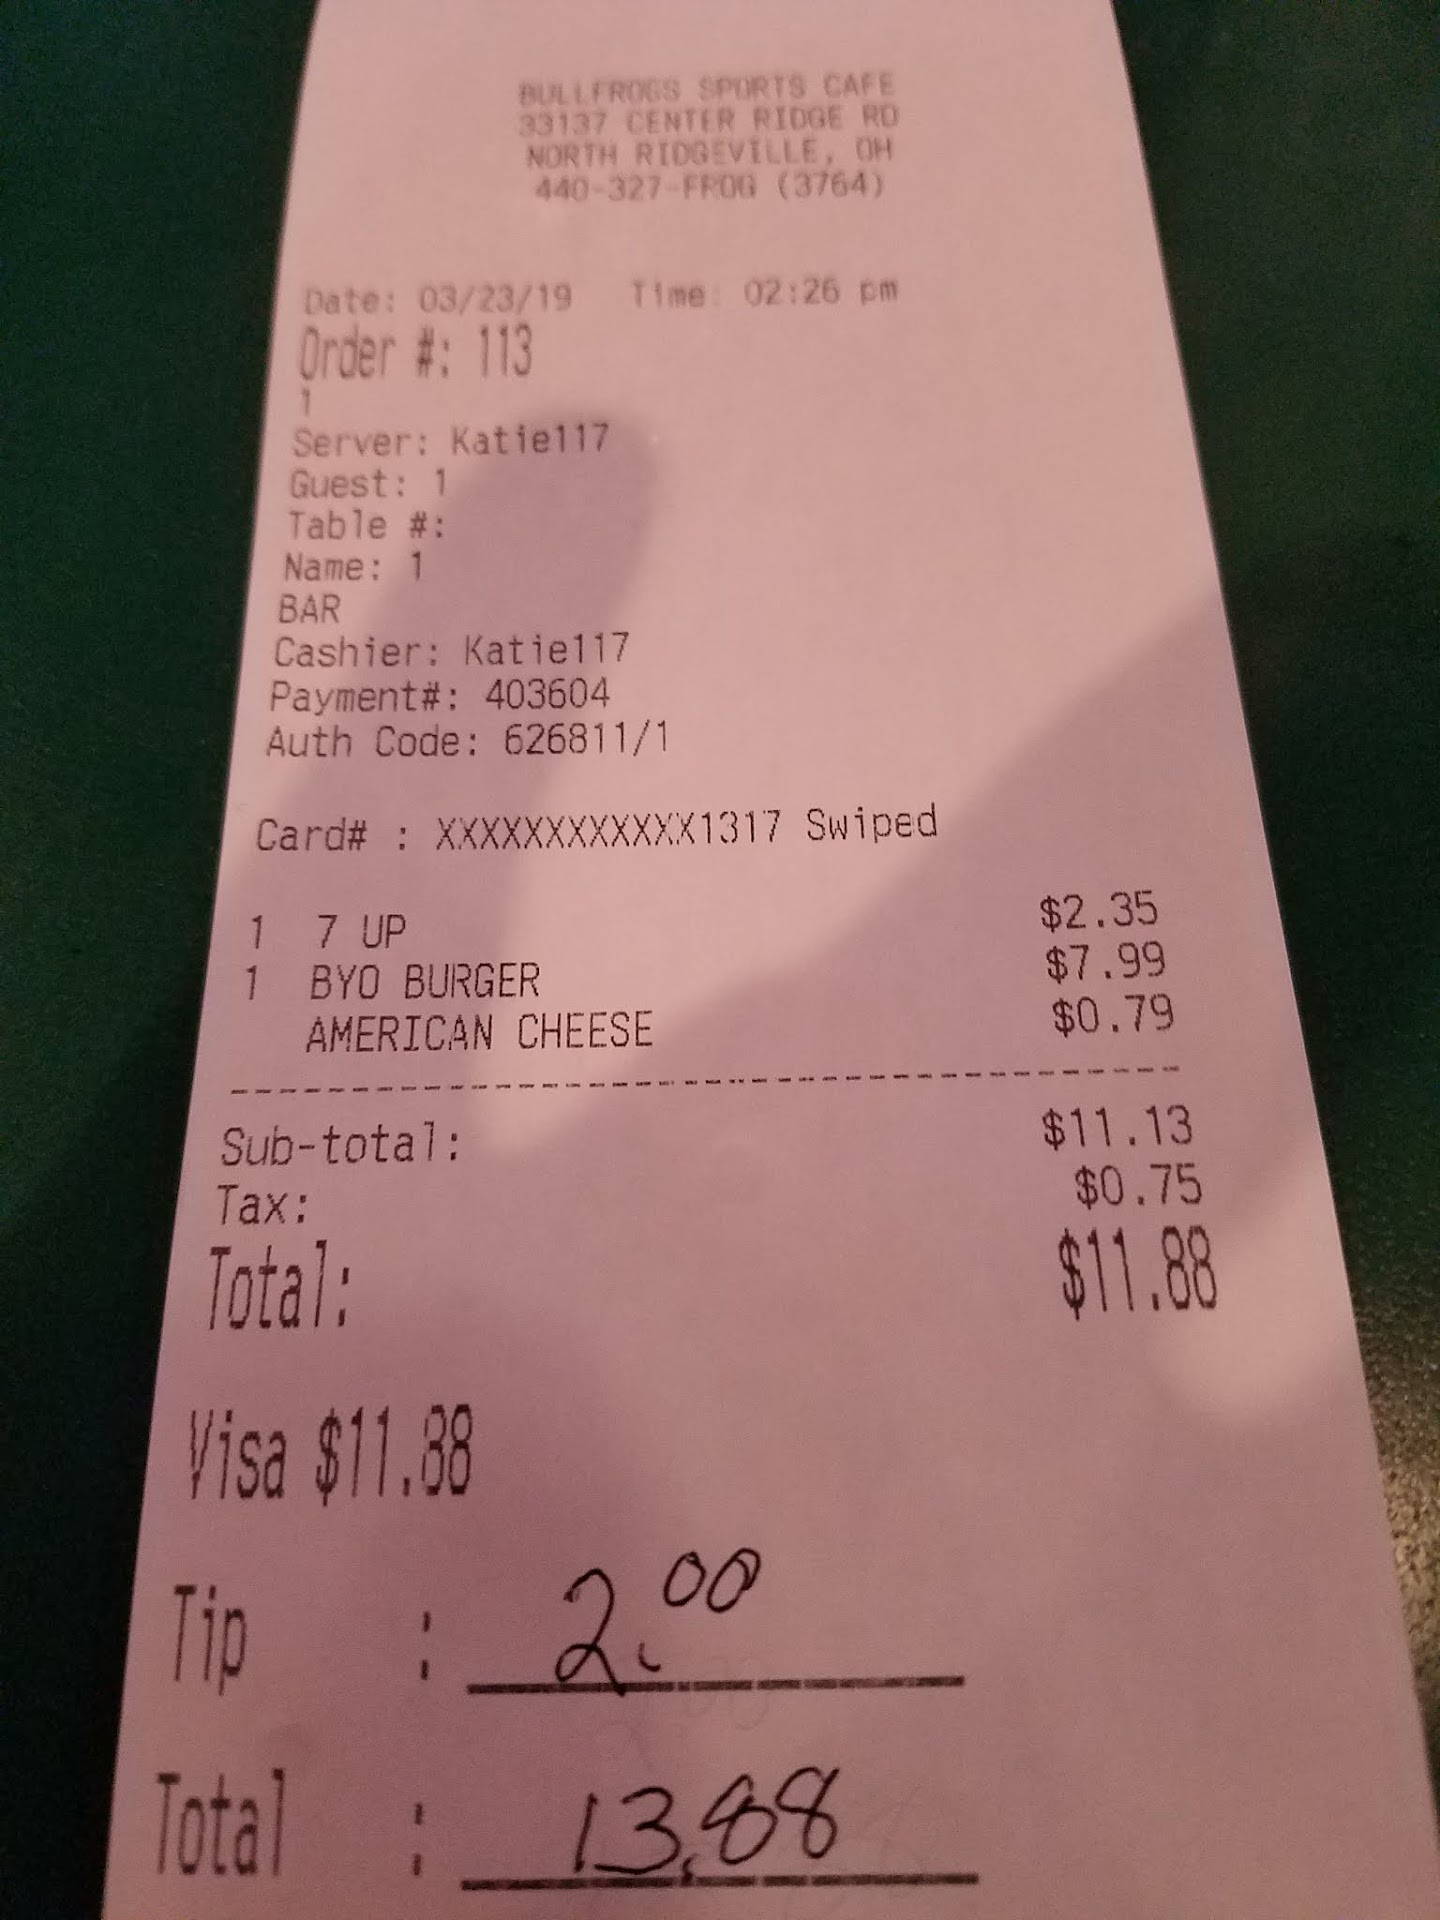 BULLFROGS SPORTS CAFE
33137 CENTER RIDGE RD
NORTH RIDGEVILLE, OH
440-327-FROG (3764)
Date: 03/23/19 Time: 02:26 pm
Order #: 113
1
Server: Katie117
Guest: 1
Table #:
Name: 1
BAR
Cashier: Katie117
Payment#: 403604
Auth Code: 626811/1
Card# : XXXXXXXXXXXX1317 Swiped
1 7 UP $2.35
1 BYO BURGER $7.99
AMERICAN CHEESE $0.79
Sub-total: $11.13
Tax: $0.75
Total: $11.88
Visa $11.88
Tip : 2.00
Total : 13.88